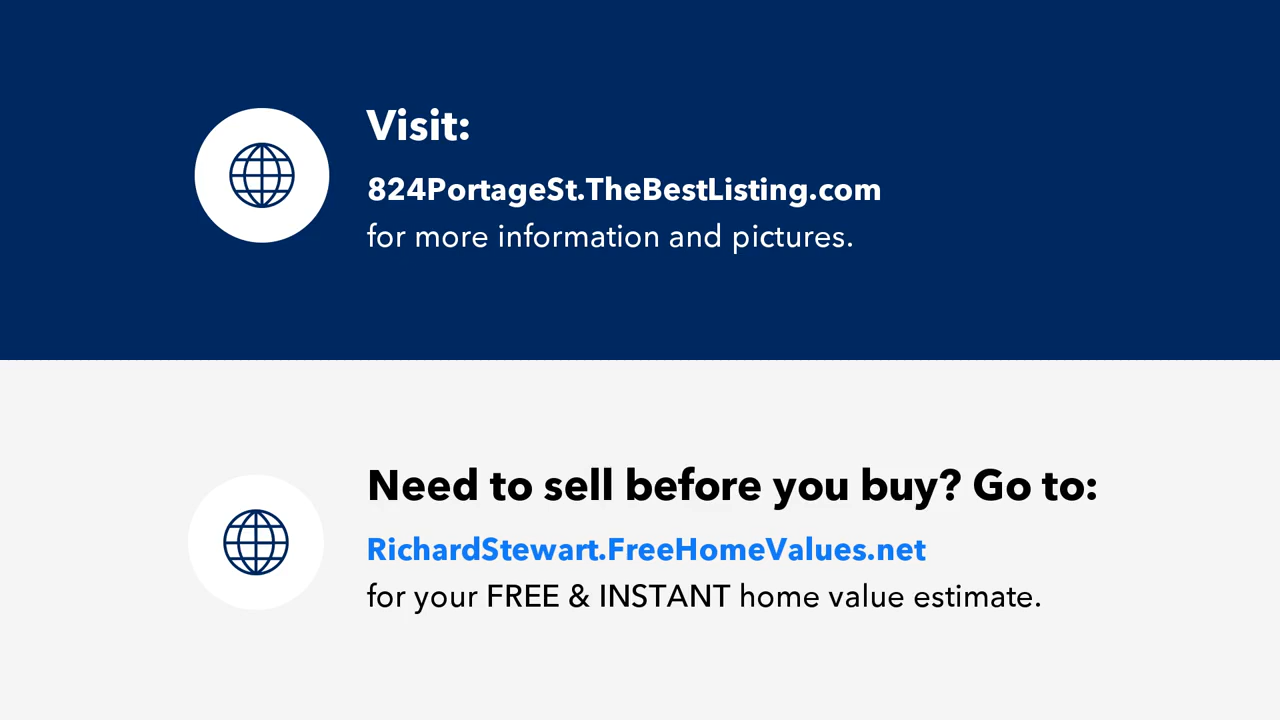 Visit:
824PortageSt.TheBestListing.com
for more information and pictures.
Need to sell before you buy? Go to:
RichardStewart.FreeHomeValues.net
for your FREE & INSTANT home value estimate.